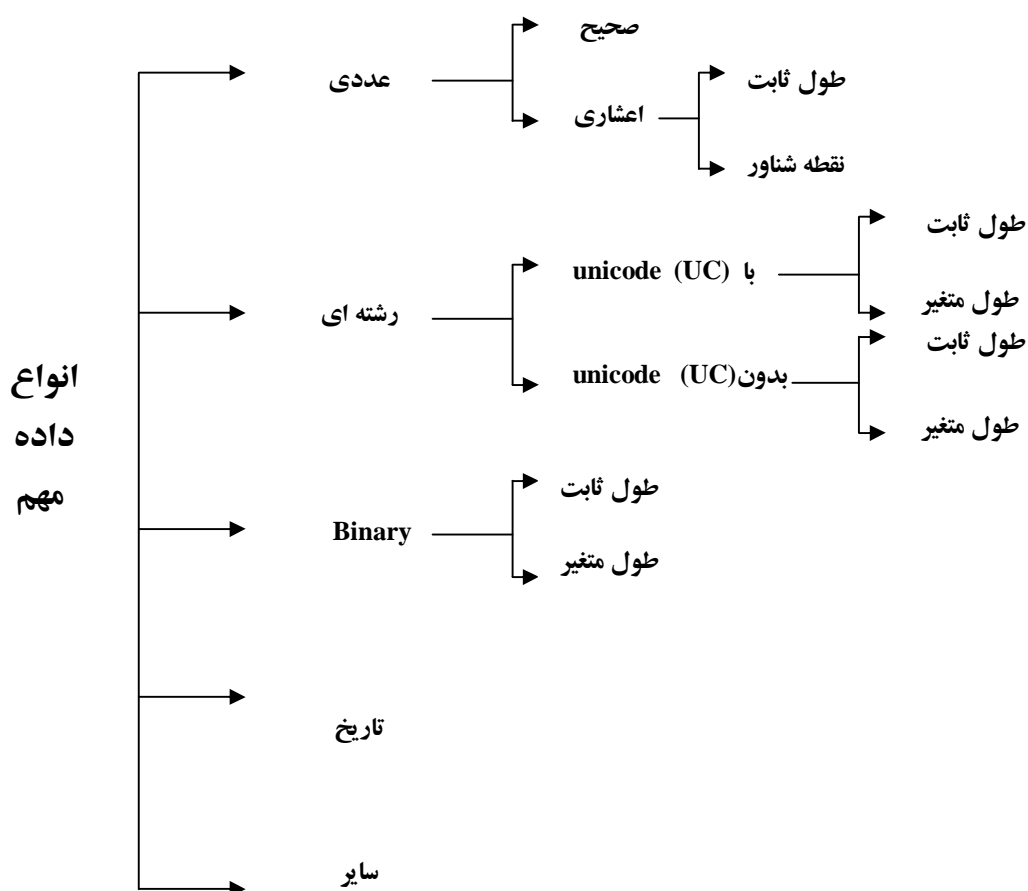 انواع
داده
مهم
عددی
صحیح
اعشاری
طول ثابت
نقطه شناور
رشته ای
با unicode (UC)
طول ثابت
طول متغیر
بدون unicode (UC)
طول ثابت
طول متغیر
Binary
طول ثابت
طول متغیر
تاریخ
سایر